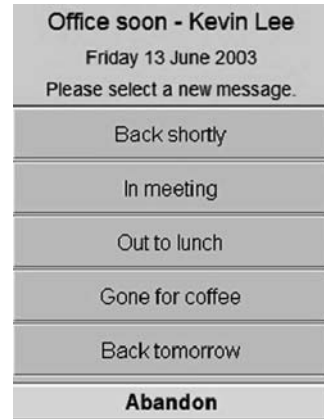 Office soon - Kevin Lee
Friday 13 June 2003
Please select a new message.
Back shortly
In meeting
Out to lunch
Gone for coffee
Back tomorrow
Abandon